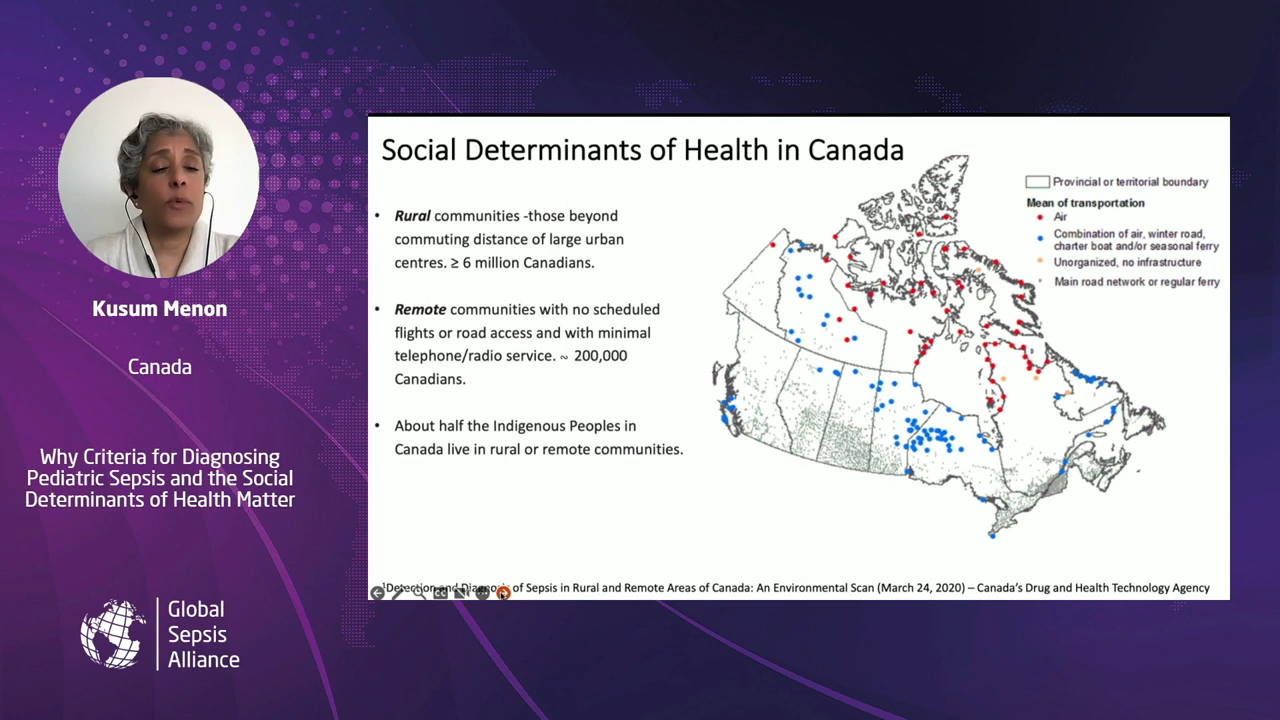 Kusum Menon
Canada
Why Criteria for Diagnosing
Pediatric Sepsis and the Social
Determinants of Health Matter
Global
Sepsis
Alliance
Social Determinants of Health in Canada
• Rural communities -those beyond
commuting distance of large urban
centres. ≥ 6 million Canadians.
• Remote communities with no scheduled
flights or road access and with minimal
telephone/radio service. ~ 200,000
Canadians.
• About half the Indigenous Peoples in
Canada live in rural or remote communities.
Provincial or territorial boundary
Mean of transportation
Air
Combination of air, winter road,
charter boat and/or seasonal ferry
Unorganized, no infrastructure
Main road network or regular ferry
1Detection and Diagnosis of Sepsis in Rural and Remote Areas of Canada: An Environmental Scan (March 24, 2020) – Canada's Drug and Health Technology Agency